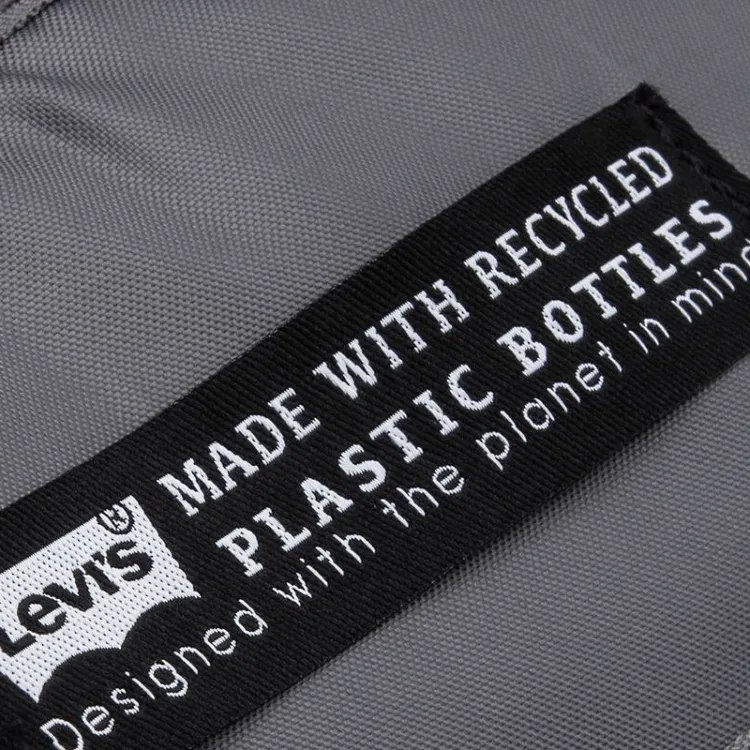 MADE WITH RECYCLED
PLASTIC BOTTLES
Levi's®
Designed with the planet in mind